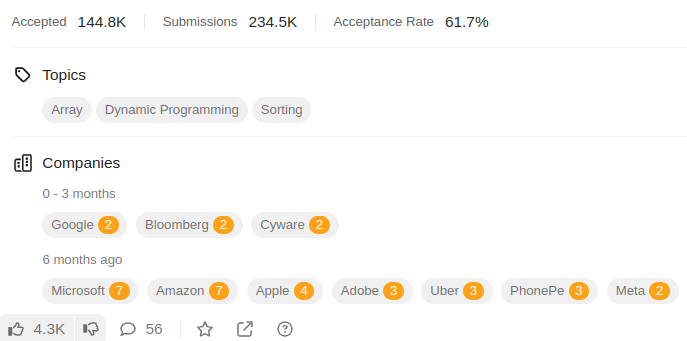 Accepted 144.8K Submissions 234.5K Acceptance Rate 61.7%
Topics
Array Dynamic Programming Sorting
Companies
0 - 3 months
Google 2 Bloomberg 2 Cyware 2
6 months ago
Microsoft 7 Amazon 7 Apple 4 Adobe 3 Uber 3 PhonePe 3 Meta 2
4.3K 56